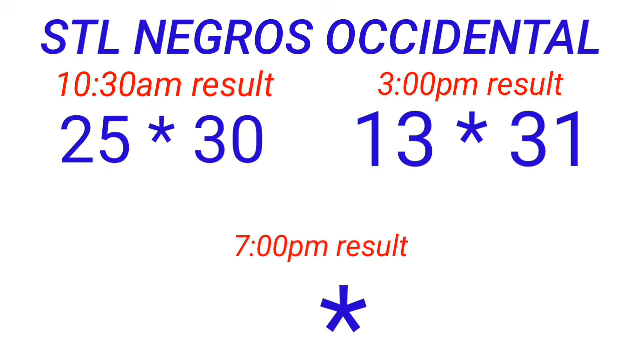 STL NEGROS OCCIDENTAL
10:30am result
3:00pm result
25 * 30
13 * 31
7:00pm result
*